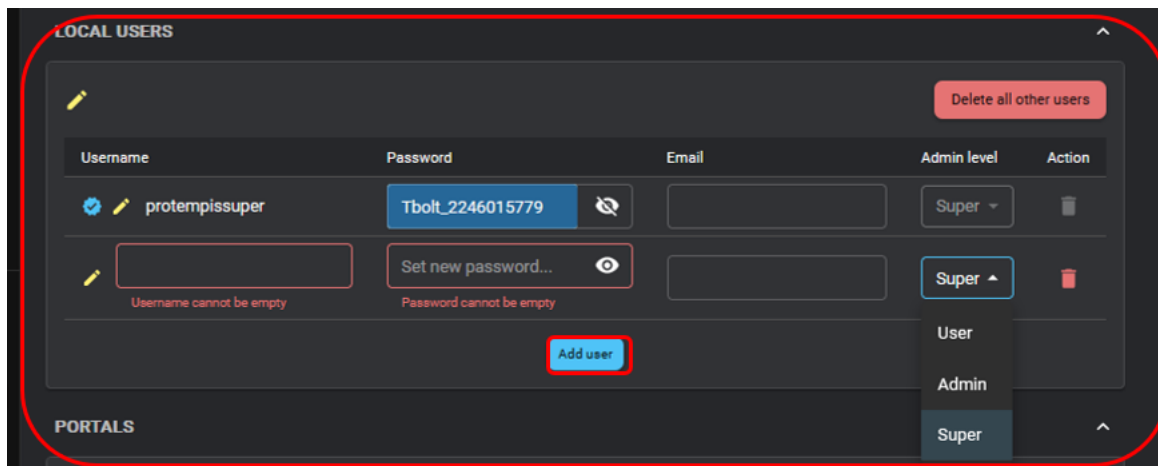 LOCAL USERS
Delete all other users
Username Password Email Admin level Action
protempissuper Tbolt_2246015779 Super
Set new password... Super
Username cannot be empty Password cannot be empty
User
Add user
Admin
PORTALS
Super